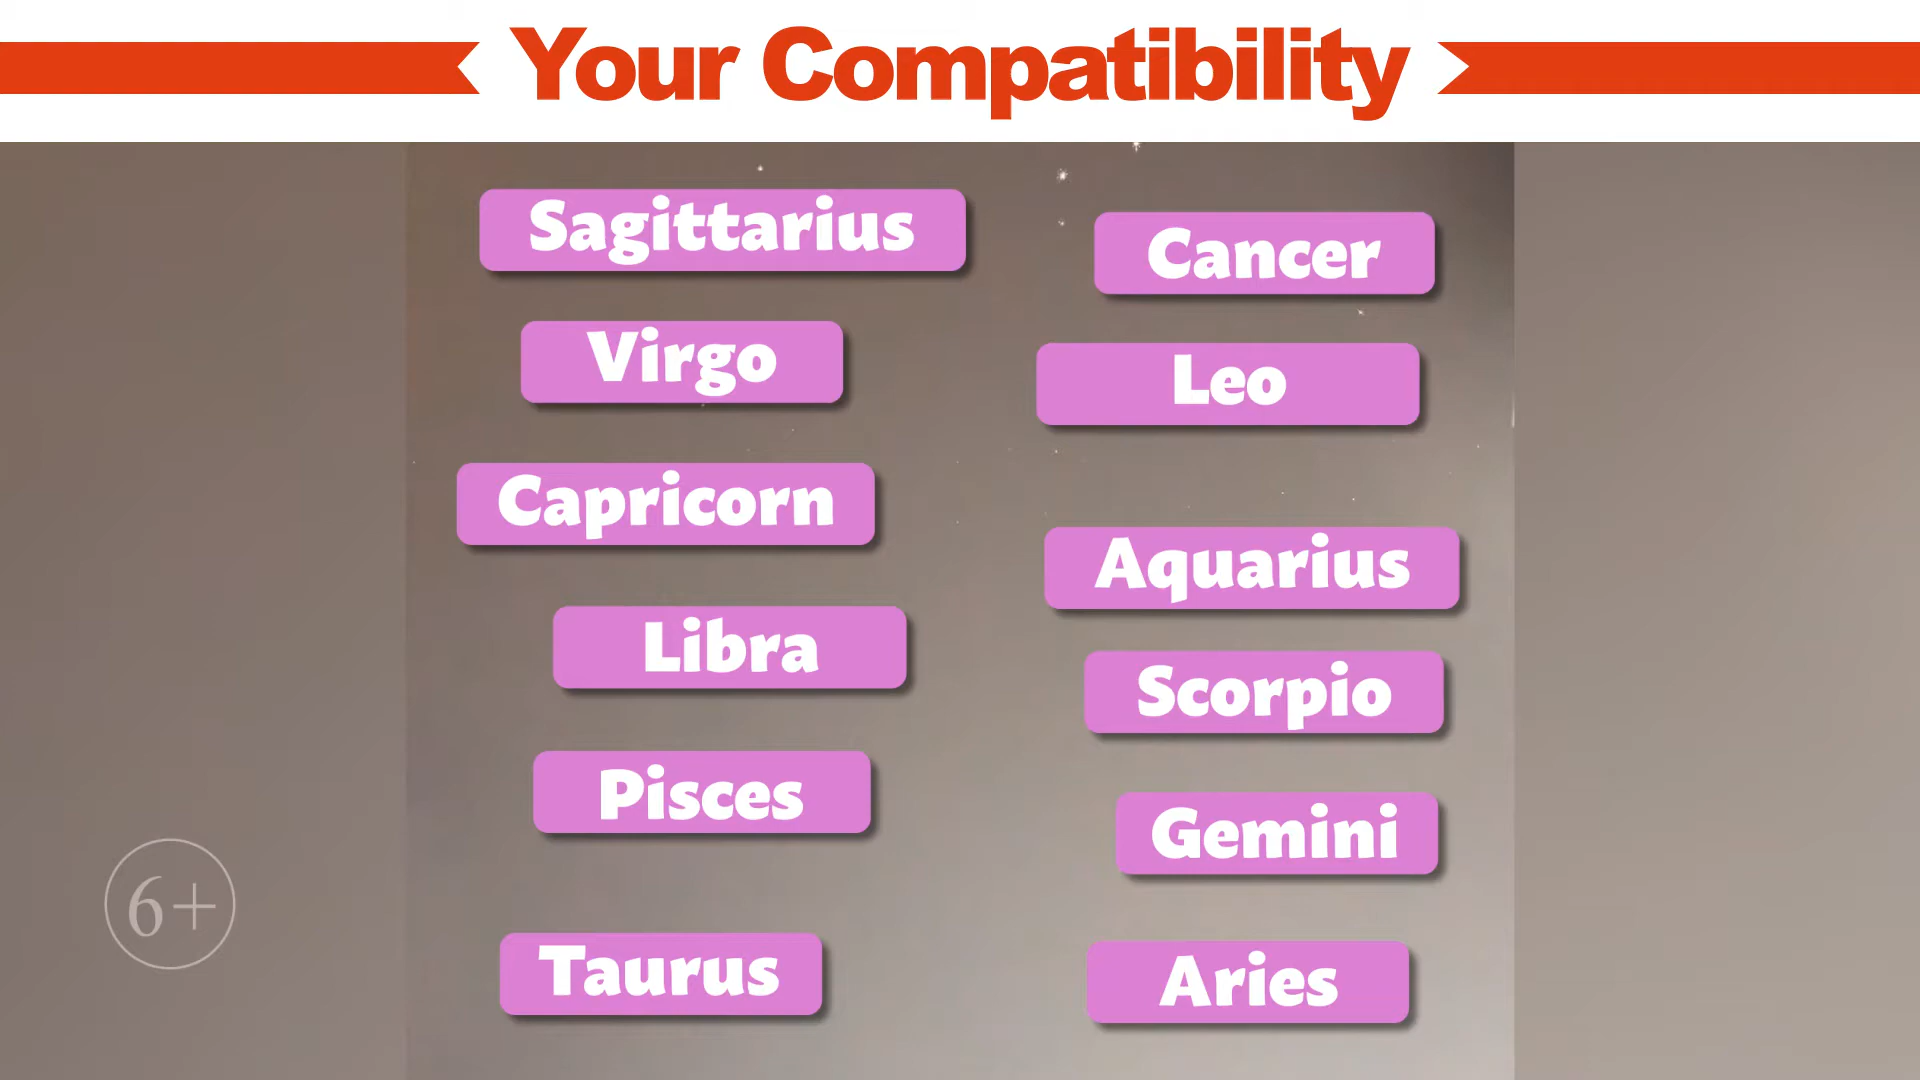 Your Compatibility
Sagittarius
Cancer
Virgo
Leo
Capricorn
Aquarius
Libra
Scorpio
Pisces
Gemini
6+
Taurus
Aries